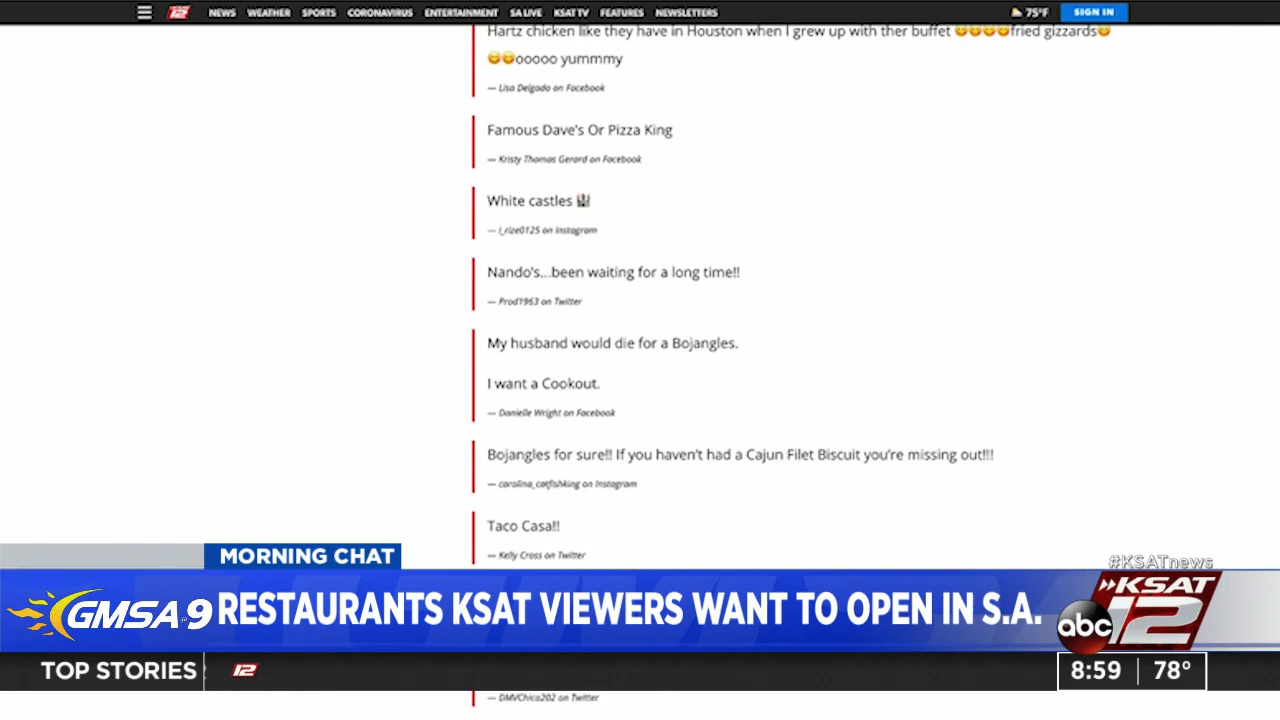 NEWS WEATHER SPORTS CORONAVIRUS ENTERTAINMENT SA LIVE KSAT TV FEATURES NEWSLETTERS 75°F SIGN IN
Hartz chicken like they have in Houston when I grew up with ther buffet 😋😋😋😋fried gizzards😋
😋😋ooooo yummmy
— Lisa Delgado on Facebook
Famous Dave's Or Pizza King
— Kristy Thomas Gerard on Facebook
White castles 🏰
— i_rize0125 on Instagram
Nando's...been waiting for a long time!!
— Prod1963 on Twitter
My husband would die for a Bojangles.
I want a Cookout.
— Danielle Wright on Facebook
Bojangles for sure!! If you haven't had a Cajun Filet Biscuit you're missing out!!!
— carolina_catfishking on Instagram
Taco Casa!!
— Kelly Cross on Twitter
MORNING CHAT
#KSATnews
GMSA@9 RESTAURANTS KSAT VIEWERS WANT TO OPEN IN S.A.
abc KSAT 12
TOP STORIES 12 8:59 78°
— DMVChica202 on Twitter